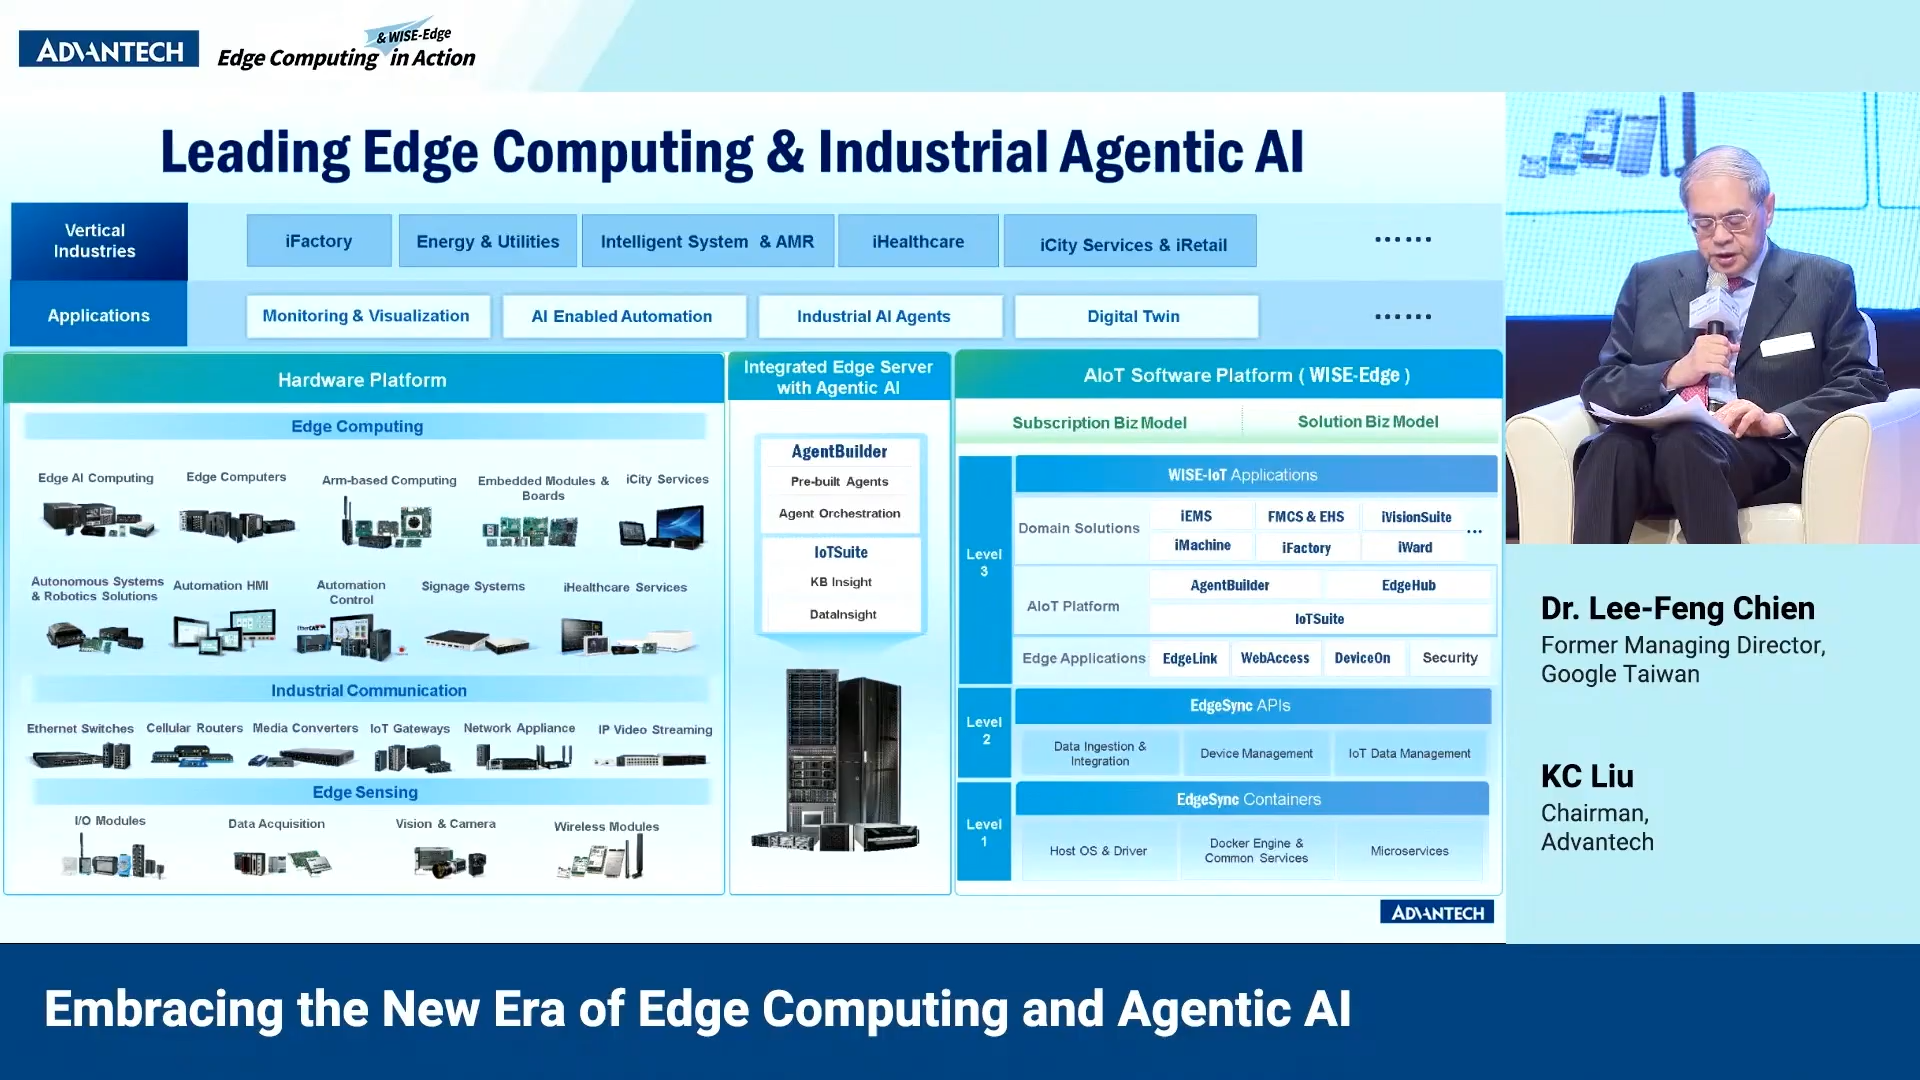 ADVANTECH
& WISE-Edge
Edge Computing in Action
Leading Edge Computing & Industrial Agentic AI
Vertical
Industries
iFactory
Energy & Utilities
Intelligent System & AMR
iHealthcare
iCity Services & iRetail
......
Applications
Monitoring & Visualization
AI Enabled Automation
Industrial AI Agents
Digital Twin
......
Hardware Platform
Edge Computing
Edge AI Computing
Edge Computers
Arm-based Computing
Embedded Modules &
Boards
iCity Services
Autonomous Systems
& Robotics Solutions
Automation HMI
Automation
Control
Signage Systems
iHealthcare Services
Industrial Communication
Ethernet Switches
Cellular Routers
Media Converters
IoT Gateways
Network Appliance
IP Video Streaming
Edge Sensing
I/O Modules
Data Acquisition
Vision & Camera
Wireless Modules
Integrated Edge Server
with Agentic AI
AgentBuilder
Pre-built Agents
Agent Orchestration
IoTSuite
KB Insight
DataInsight
AIoT Software Platform ( WISE-Edge )
Subscription Biz Model
Solution Biz Model
Level
3
WISE-IoT Applications
Domain Solutions
iEMS
FMCS & EHS
iVisionSuite
...
iMachine
iFactory
iWard
AIoT Platform
AgentBuilder
EdgeHub
IoTSuite
Edge Applications
EdgeLink
WebAccess
DeviceOn
Security
Level
2
EdgeSync APIs
Data Ingestion &
Integration
Device Management
IoT Data Management
Level
1
EdgeSync Containers
Host OS & Driver
Docker Engine &
Common Services
Microservices
ADVANTECH
Dr. Lee-Feng Chien
Former Managing Director,
Google Taiwan
KC Liu
Chairman,
Advantech
Embracing the New Era of Edge Computing and Agentic AI